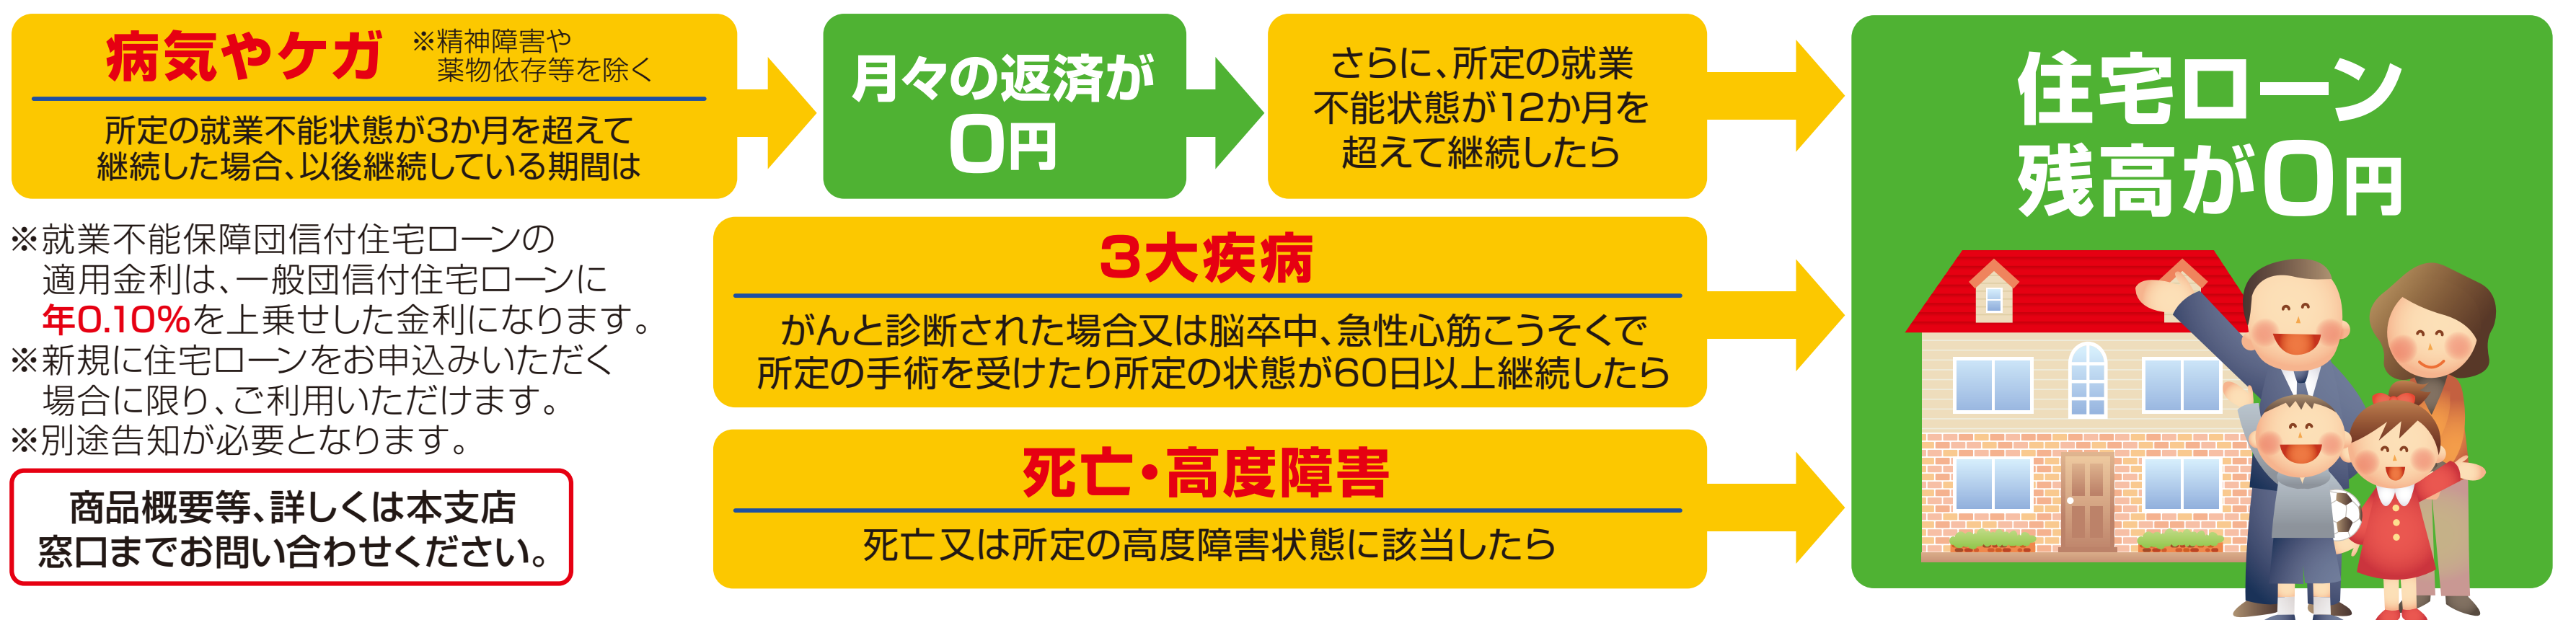 病気やケガ
※精神障害や
薬物依存等を除く
所定の就業不能状態が3か月を超えて
継続した場合、以後継続している期間は
月々の返済が
0円
さらに、所定の就業
不能状態が12か月を
超えて継続したら
住宅ローン
残高が0円
3大疾病
がんと診断された場合又は脳卒中、急性心筋こうそくで
所定の手術を受けたり所定の状態が60日以上継続したら
死亡・高度障害
死亡又は所定の高度障害状態に該当したら
※就業不能保障団信付住宅ローンの
適用金利は、一般団信付住宅ローンに
年0.10%を上乗せした金利になります。
※新規に住宅ローンをお申込みいただく
場合に限り、ご利用いただけます。
※別途告知が必要となります。
商品概要等、詳しくは本支店
窓口までお問い合わせください。